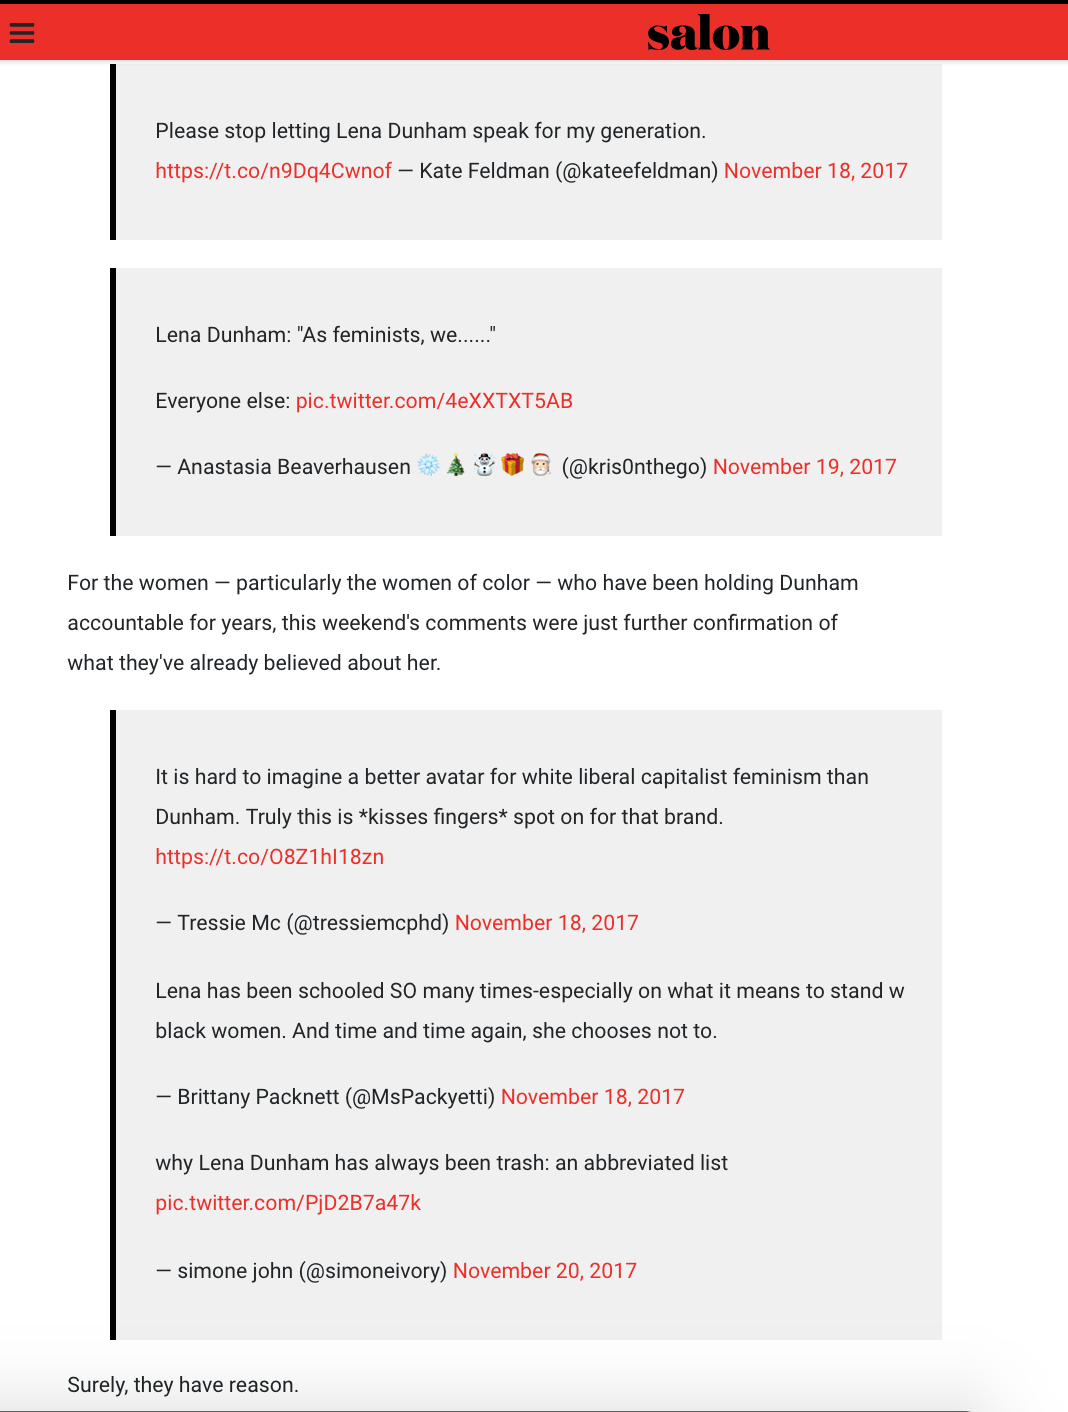 salon
Please stop letting Lena Dunham speak for my generation.
https://t.co/n9Dq4Cwnof — Kate Feldman (@kateefeldman) November 18, 2017
Lena Dunham: "As feminists, we......"
Everyone else: pic.twitter.com/4eXXTXT5AB
— Anastasia Beaverhausen ❄️🎄☃️🎁🎅🏻 (@kris0nthego) November 19, 2017
For the women — particularly the women of color — who have been holding Dunham
accountable for years, this weekend's comments were just further confirmation of
what they've already believed about her.
It is hard to imagine a better avatar for white liberal capitalist feminism than
Dunham. Truly this is *kisses fingers* spot on for that brand.
https://t.co/O8Z1hI18zn
— Tressie Mc (@tressiemcphd) November 18, 2017
Lena has been schooled SO many times-especially on what it means to stand w
black women. And time and time again, she chooses not to.
— Brittany Packnett (@MsPackyetti) November 18, 2017
why Lena Dunham has always been trash: an abbreviated list
pic.twitter.com/PjD2B7a47k
— simone john (@simoneivory) November 20, 2017
Surely, they have reason.